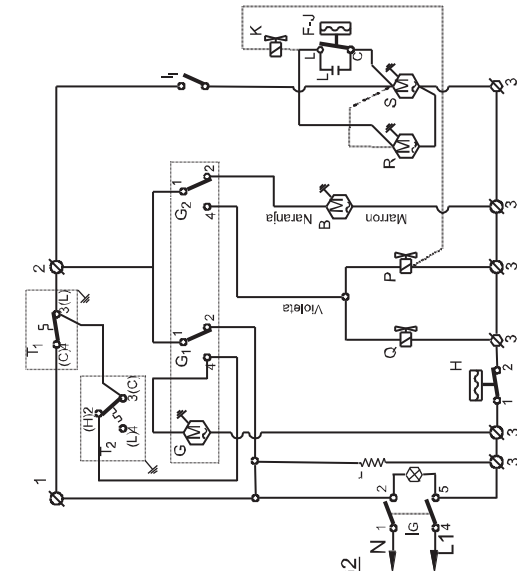 K
F-J
L
L
C
I1
S
M
R
M
3
1
2
4
G2
Naranja
B
M
Marron
3
2
T1
3(L)
(C)4
(H)2
3(C)
(L)4
T2
1
2
4
G1
Violeta
P
Q
3
3
G
M
H
1
2
3
3
1
r
N
1
2
IG
4
5
L1